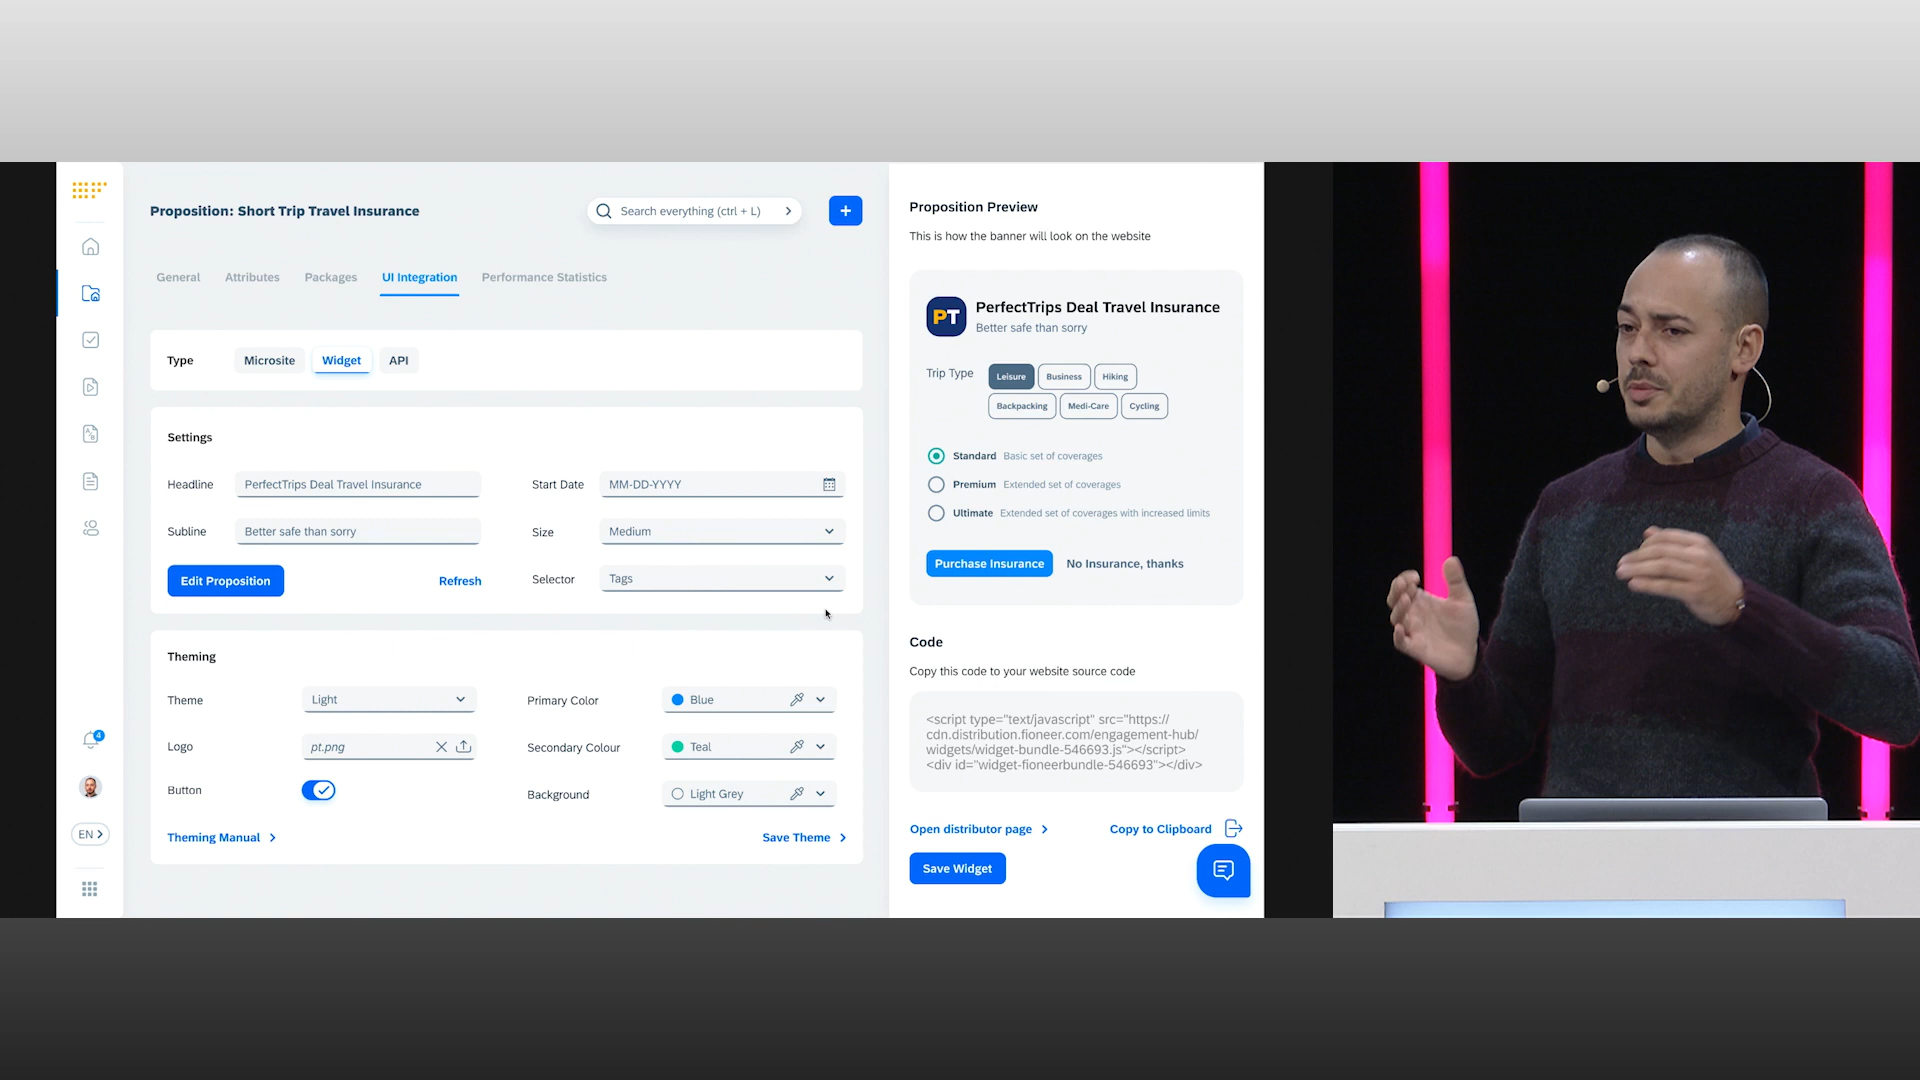 Proposition: Short Trip Travel Insurance
Search everything (ctrl + L)
+
General Attributes Packages UI Integration Performance Statistics
Type Microsite Widget API
Settings
Headline PerfectTrips Deal Travel Insurance
Start Date MM-DD-YYYY
Subline Better safe than sorry
Size Medium
Edit Proposition Refresh
Selector Tags
Theming
Theme Light
Primary Color Blue
Logo pt.png
Secondary Colour Teal
Button
Background Light Grey
Theming Manual
Save Theme
4
EN
Proposition Preview
This is how the banner will look on the website
PT
PerfectTrips Deal Travel Insurance
Better safe than sorry
Trip Type Leisure Business Hiking
Backpacking Medi-Care Cycling
Standard Basic set of coverages
Premium Extended set of coverages
Ultimate Extended set of coverages with increased limits
Purchase Insurance No Insurance, thanks
Code
Copy this code to your website source code
<script type="text/javascript" src="https://
cdn.distribution.fioneer.com/engagement-hub/
widgets/widget-bundle-546693.js"></script>
<div id="widget-fioneerbundle-546693"></div>
Open distributor page Copy to Clipboard
Save Widget